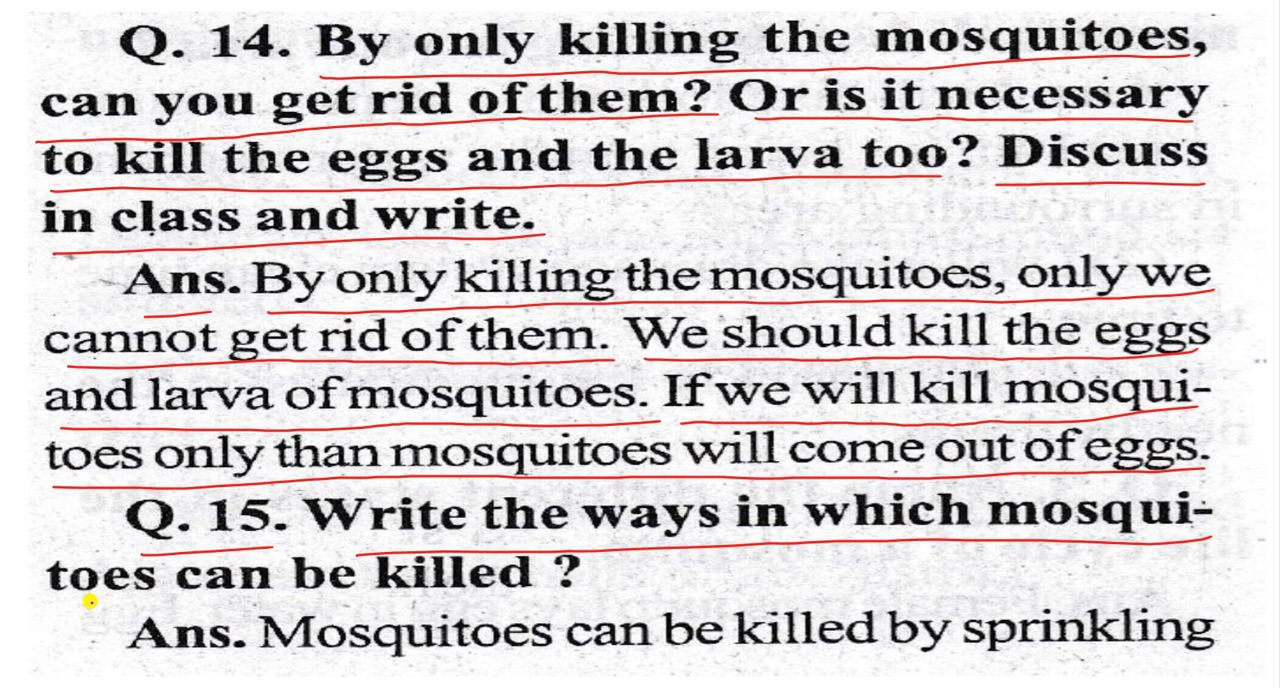 Q. 14. By only killing the mosquitoes,
can you get rid of them? Or is it necessary
to kill the eggs and the larva too? Discuss
in class and write.
Ans. By only killing the mosquitoes, only we
cannot get rid of them. We should kill the eggs
and larva of mosquitoes. If we will kill mosqui-
toes only than mosquitoes will come out of eggs.
Q. 15. Write the ways in which mosqui-
toes can be killed ?
Ans. Mosquitoes can be killed by sprinkling